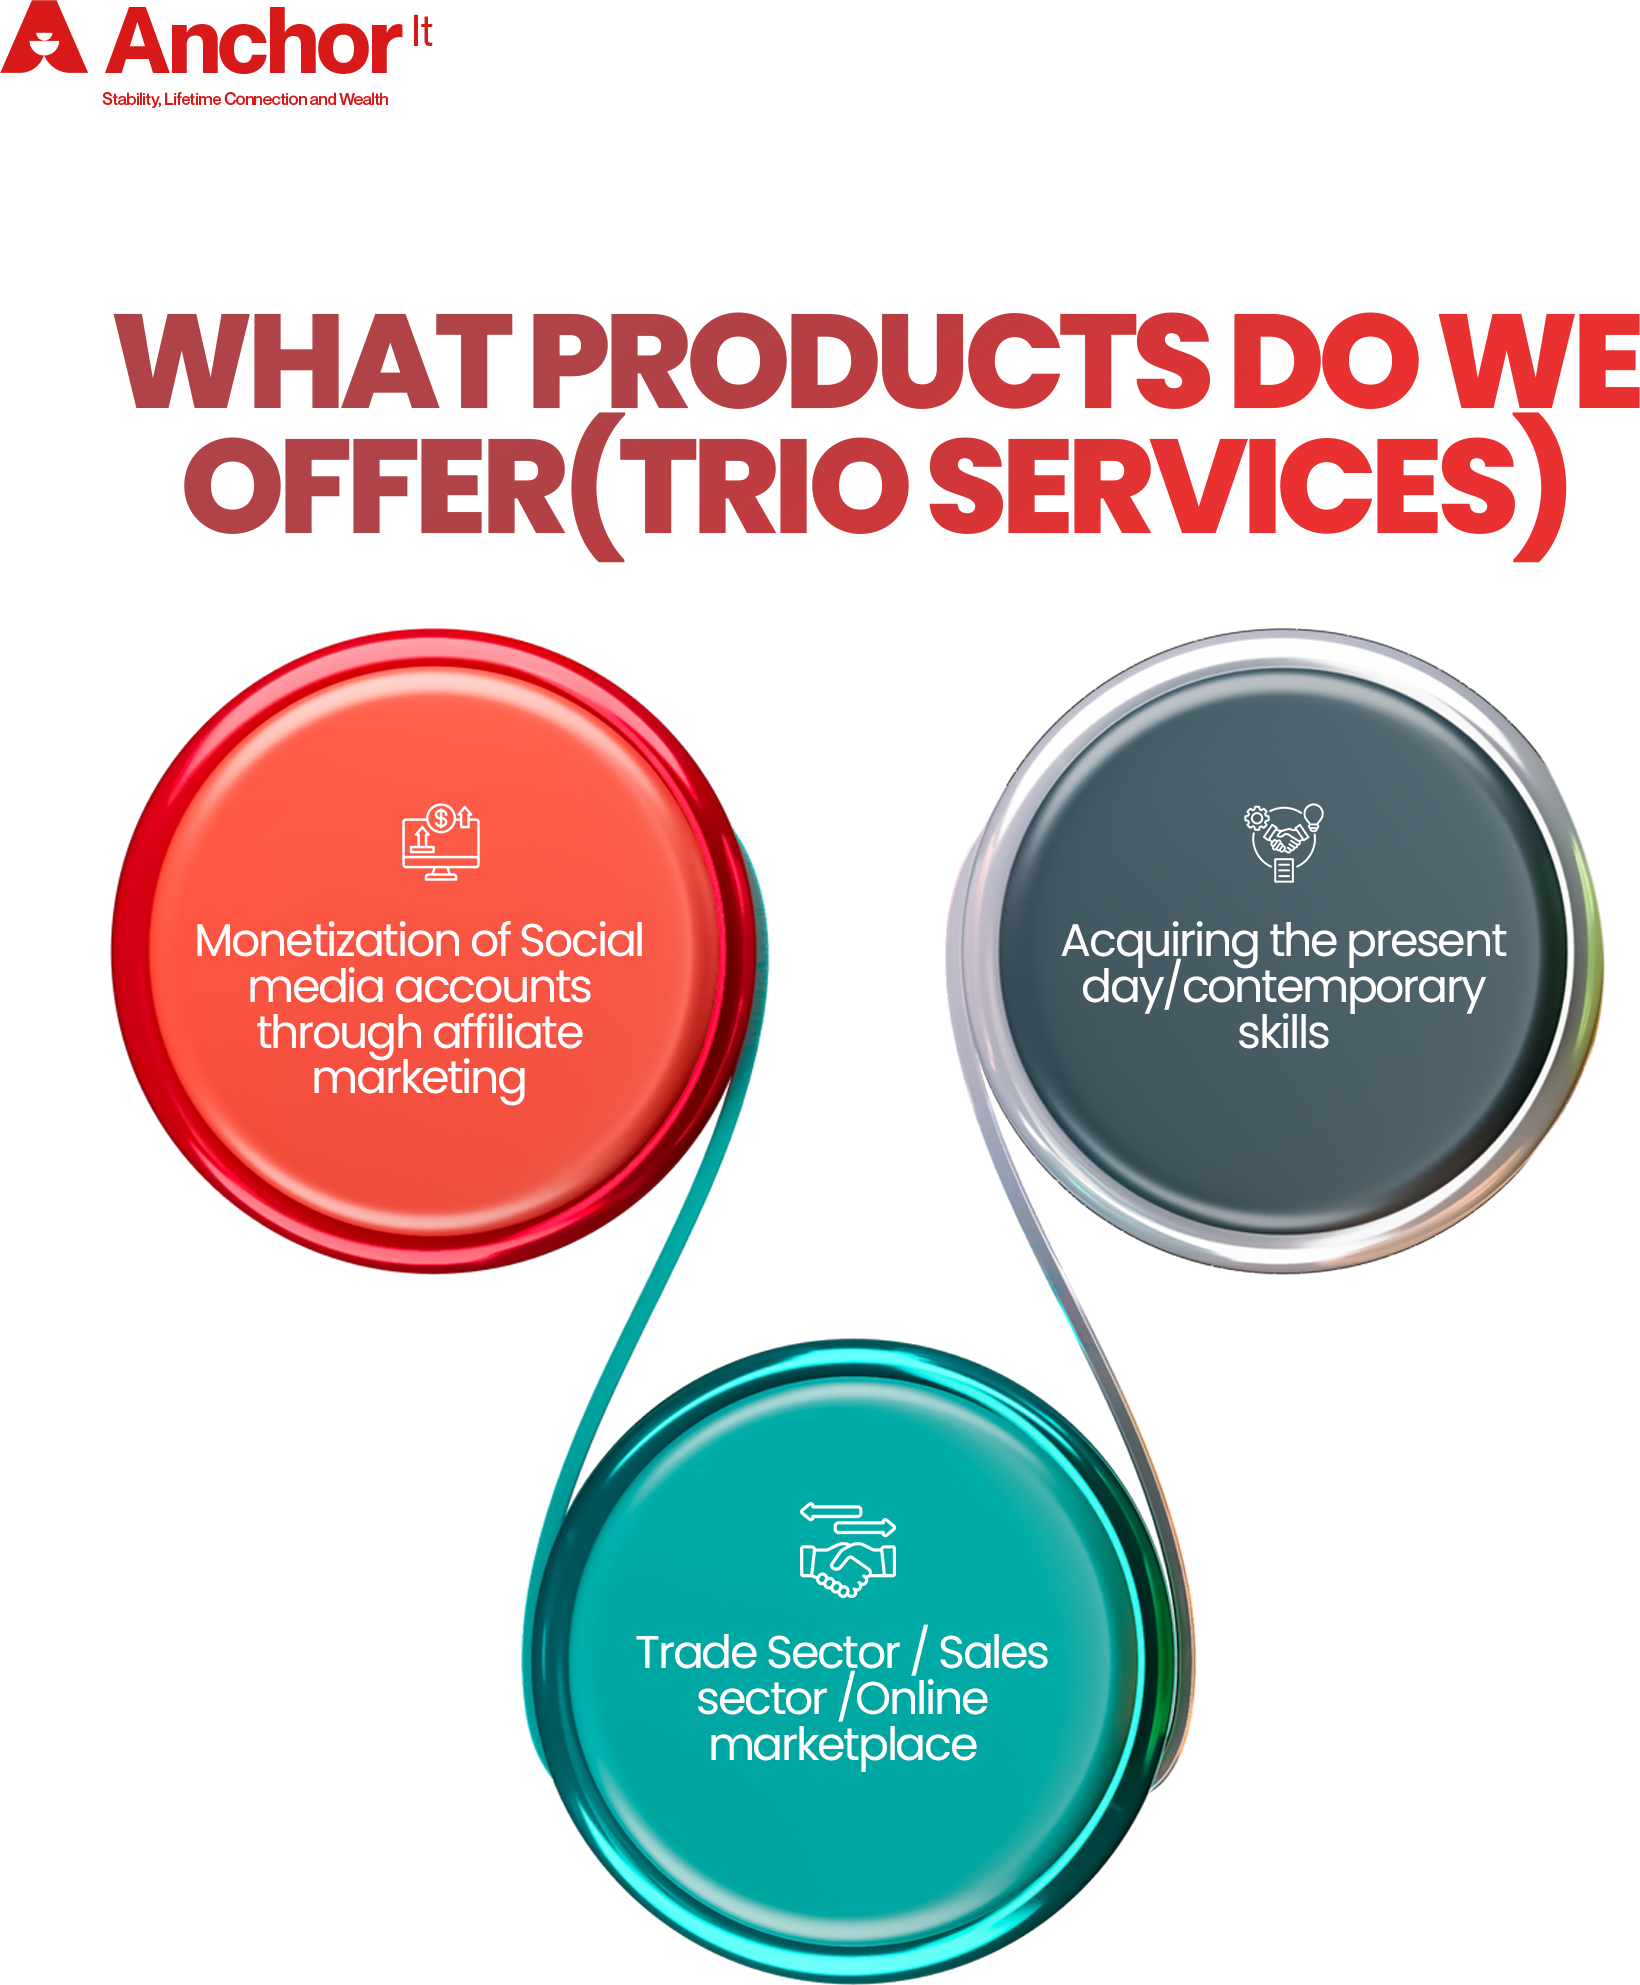 Anchor It
Stability, Lifetime Connection and Wealth
WHAT PRODUCTS DO WE
OFFER(TRIO SERVICES)
Monetization of Social
media accounts
through affiliate
marketing
Acquiring the present
day/contemporary
skills
Trade Sector / Sales
sector /Online
marketplace